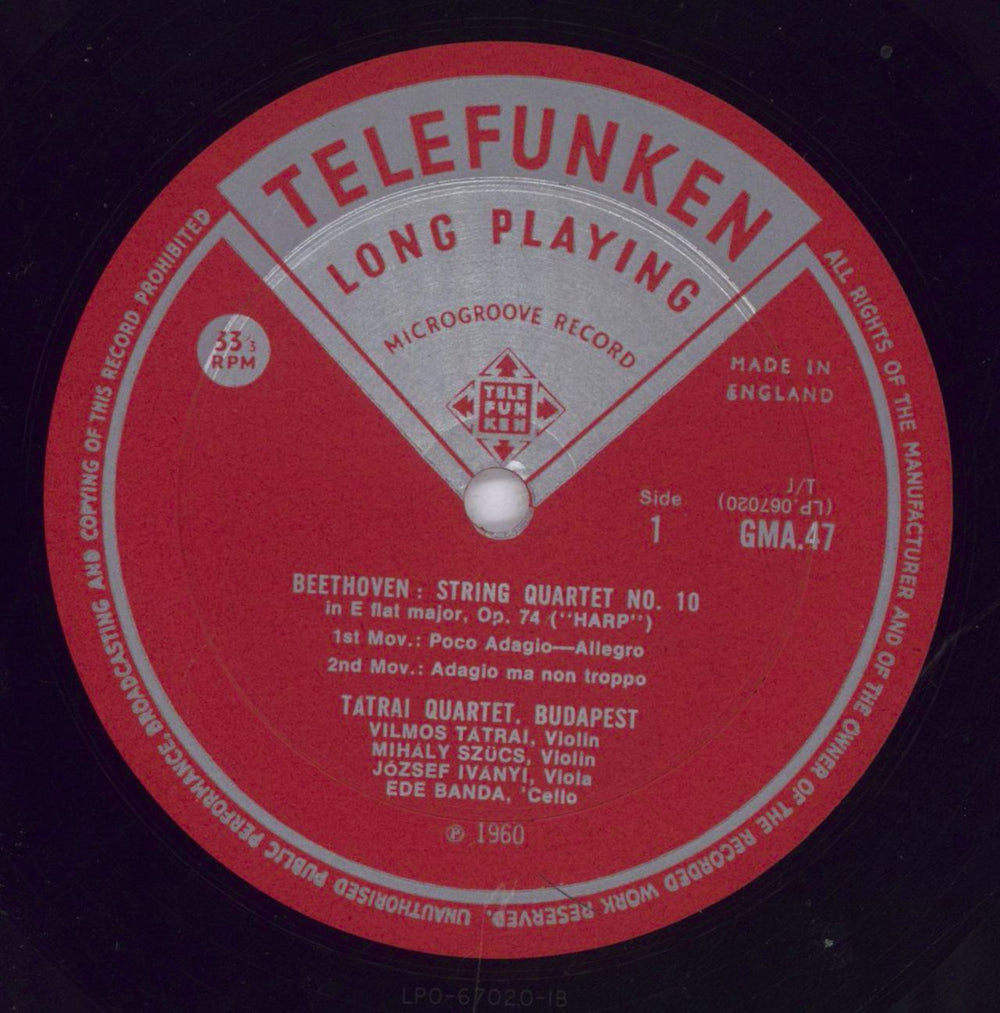 TELEFUNKEN
LONG PLAYING
MICROGROOVE RECORD
TELE
FUN
KEN
33⅓
RPM
MADE IN
ENGLAND
J/T
(LP.067020)
Side
1
GMA.47
BEETHOVEN : STRING QUARTET NO. 10
in E flat major, Op. 74 ("HARP")
1st Mov.: Poco Adagio—Allegro
2nd Mov.: Adagio ma non troppo
TÁTRAI QUARTET, BUDAPEST
VILMOS TÁTRAI, Violin
MIHÁLY SZÜCS, Violin
JÓZSEF IVÁNYI, Viola
EDE BANDA, 'Cello
℗ 1960
ALL RIGHTS OF THE MANUFACTURER AND OF THE OWNER OF THE RECORDED WORK RESERVED. UNAUTHORISED PUBLIC PERFORMANCE, BROADCASTING AND COPYING OF THIS RECORD PROHIBITED
LPO-67020-1B